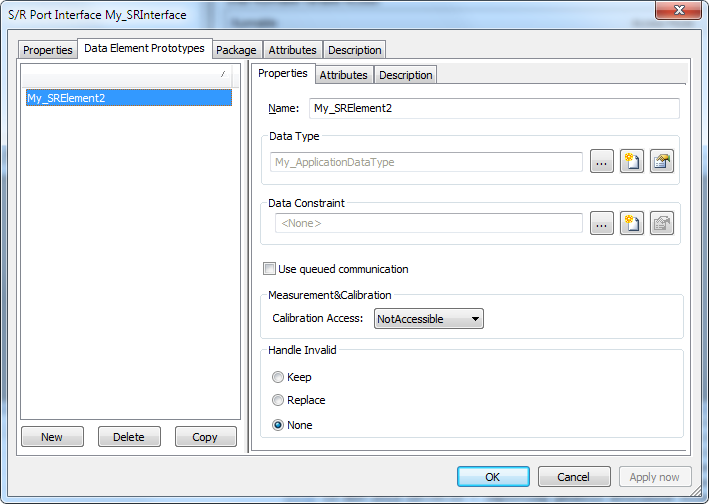 S/R Port Interface My_SRInterface
Properties Data Element Prototypes Package Attributes Description
My_SRElement2
New Delete Copy
Properties Attributes Description
Name: My_SRElement2
Data Type
My_ApplicationDataType ...
Data Constraint
<None> ...
Use queued communication
Measurement&Calibration
Calibration Access: NotAccessible
Handle Invalid
Keep
Replace
None
OK Cancel Apply now